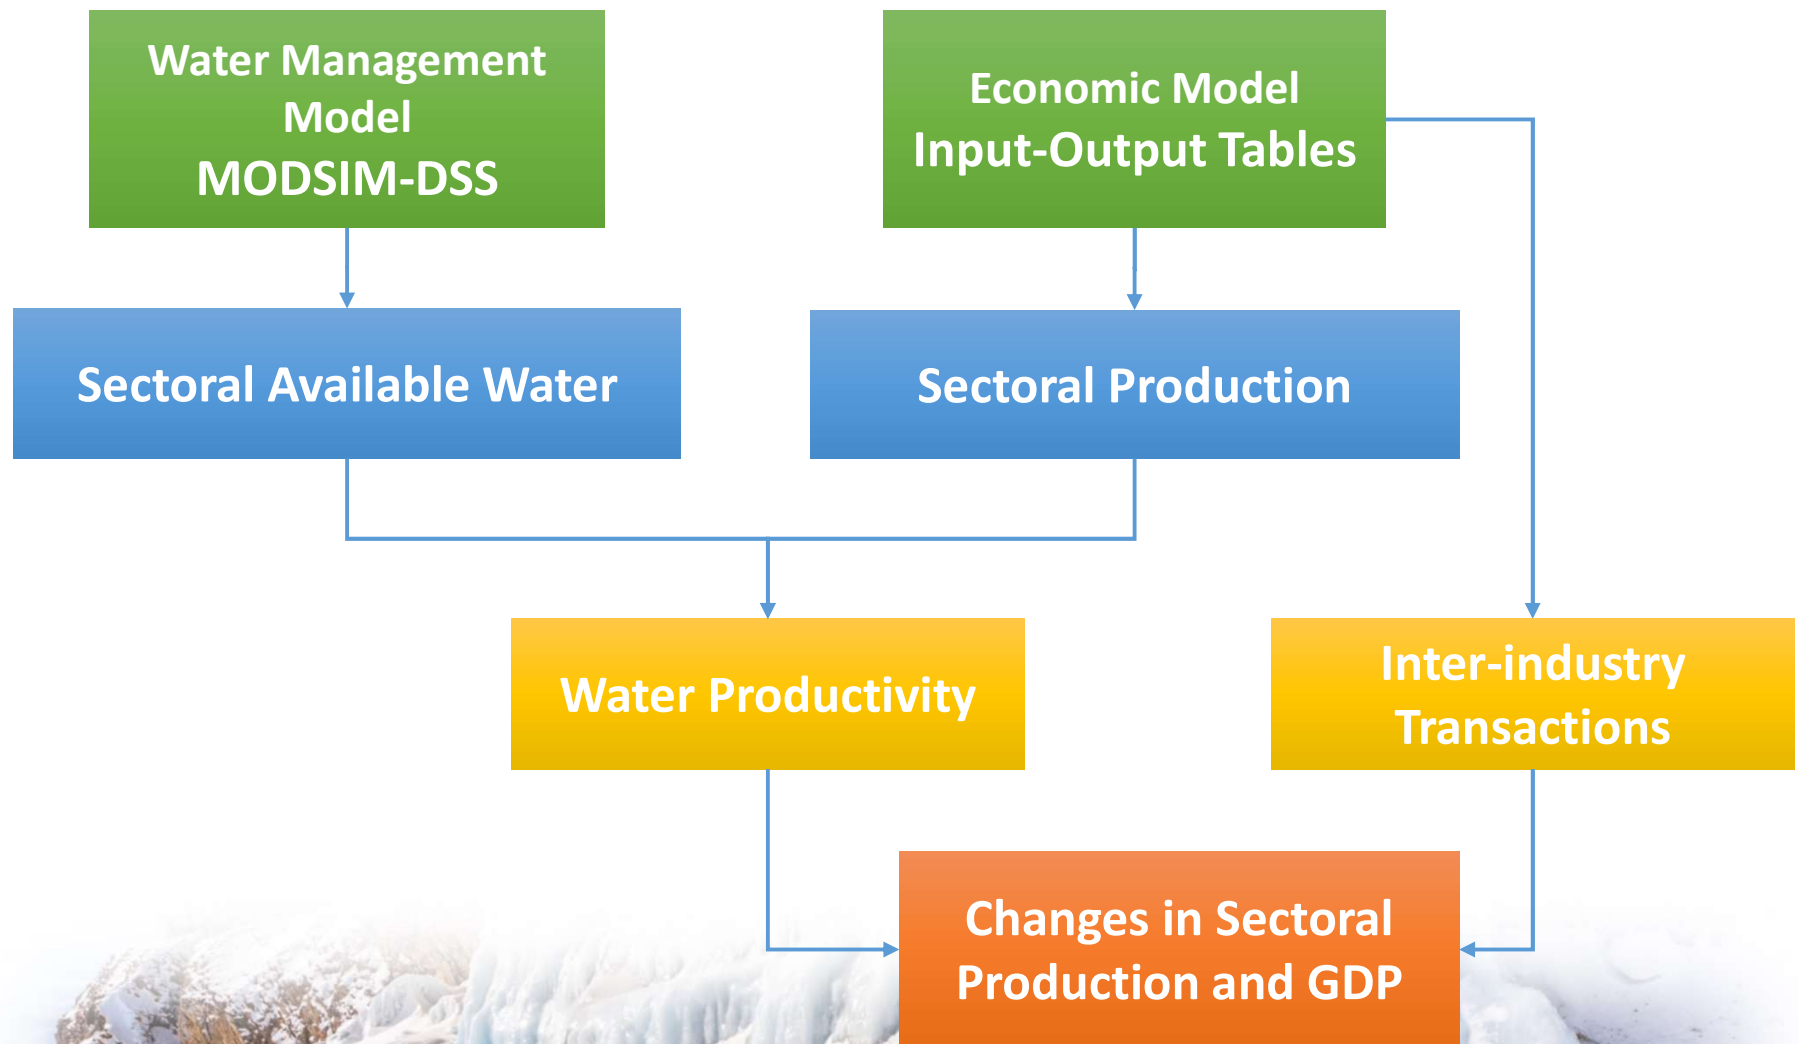 Water Management
Model
MODSIM-DSS
Economic Model
Input-Output Tables
Sectoral Available Water
Sectoral Production
Water Productivity
Inter-industry
Transactions
Changes in Sectoral
Production and GDP